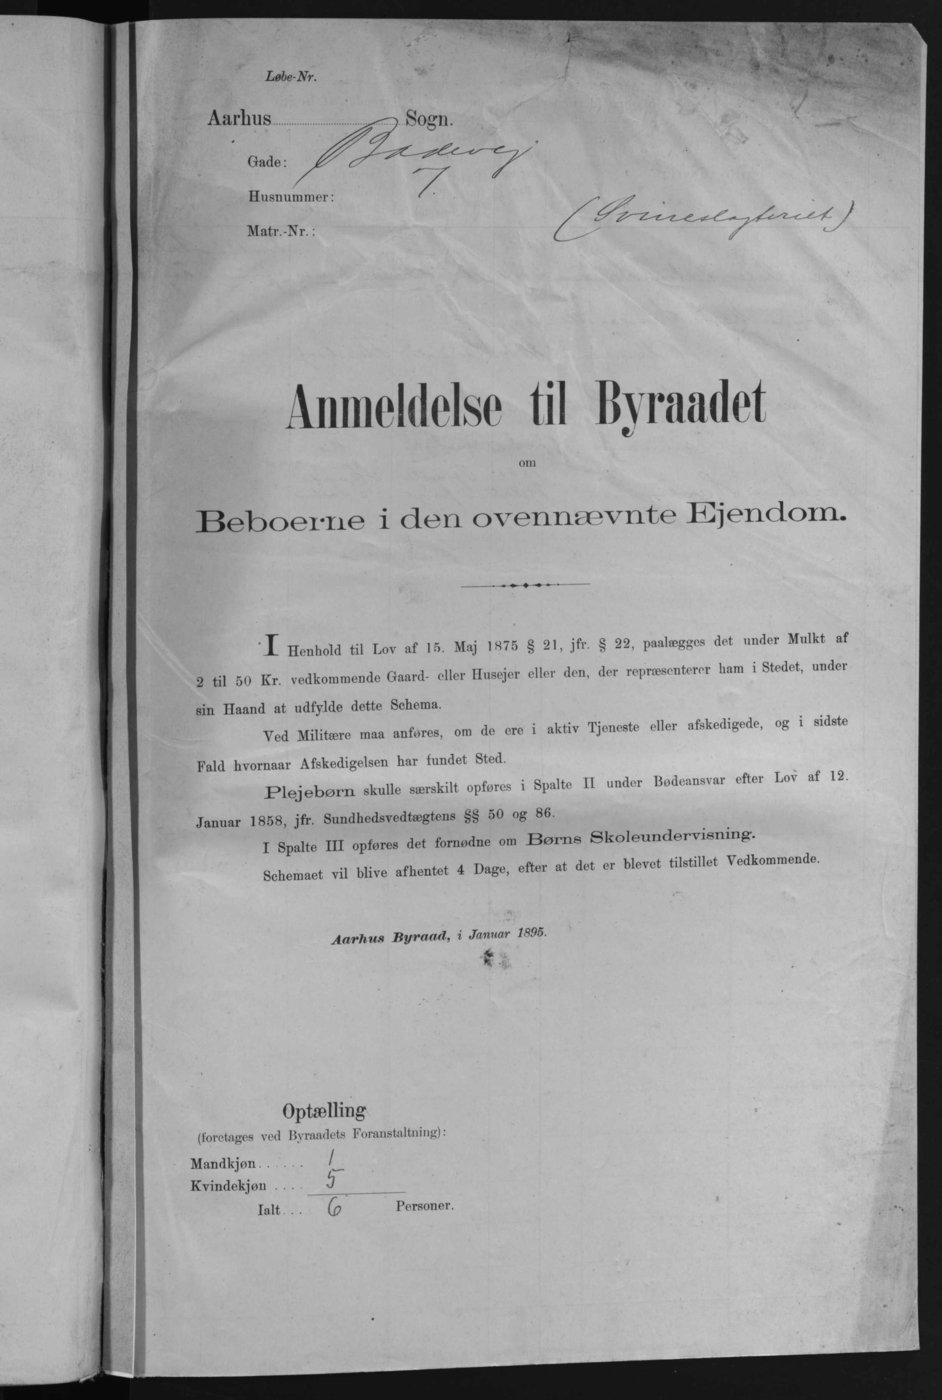 Løbe-Nr.
Aarhus Sogn.
Gade: Badevej
Husnummer: 7
(Svineslagteriet)
Matr.-Nr.:
Anmeldelse til Byraadet
om
Beboerne i den ovennævnte Ejendom.
I Henhold til Lov af 15. Maj 1875 § 21, jfr. § 22, paalægges det under Mulkt af
2 til 50 Kr. vedkommende Gaard- eller Husejer eller den, der repræsenterer ham i Stedet, under
sin Haand at udfylde dette Schema.
Ved Militære maa anføres, om de ere i aktiv Tjeneste eller afskedigede, og i sidste
Fald hvornaar Afskedigelsen har fundet Sted.
Plejebørn skulle særskilt opføres i Spalte II under Bødeansvar efter Lov af 12.
Januar 1858, jfr. Sundhedsvedtægtens §§ 50 og 86.
I Spalte III opføres det fornødne om Børns Skoleundervisning.
Schemaet vil blive afhentet 4 Dage, efter at det er blevet tilstillet Vedkommende.
Aarhus Byraad, i Januar 1895.
Optælling
(foretages ved Byraadets Foranstaltning):
Mandkjøn...... 1
Kvindekjøn .... 5
Ialt... 6 Personer.